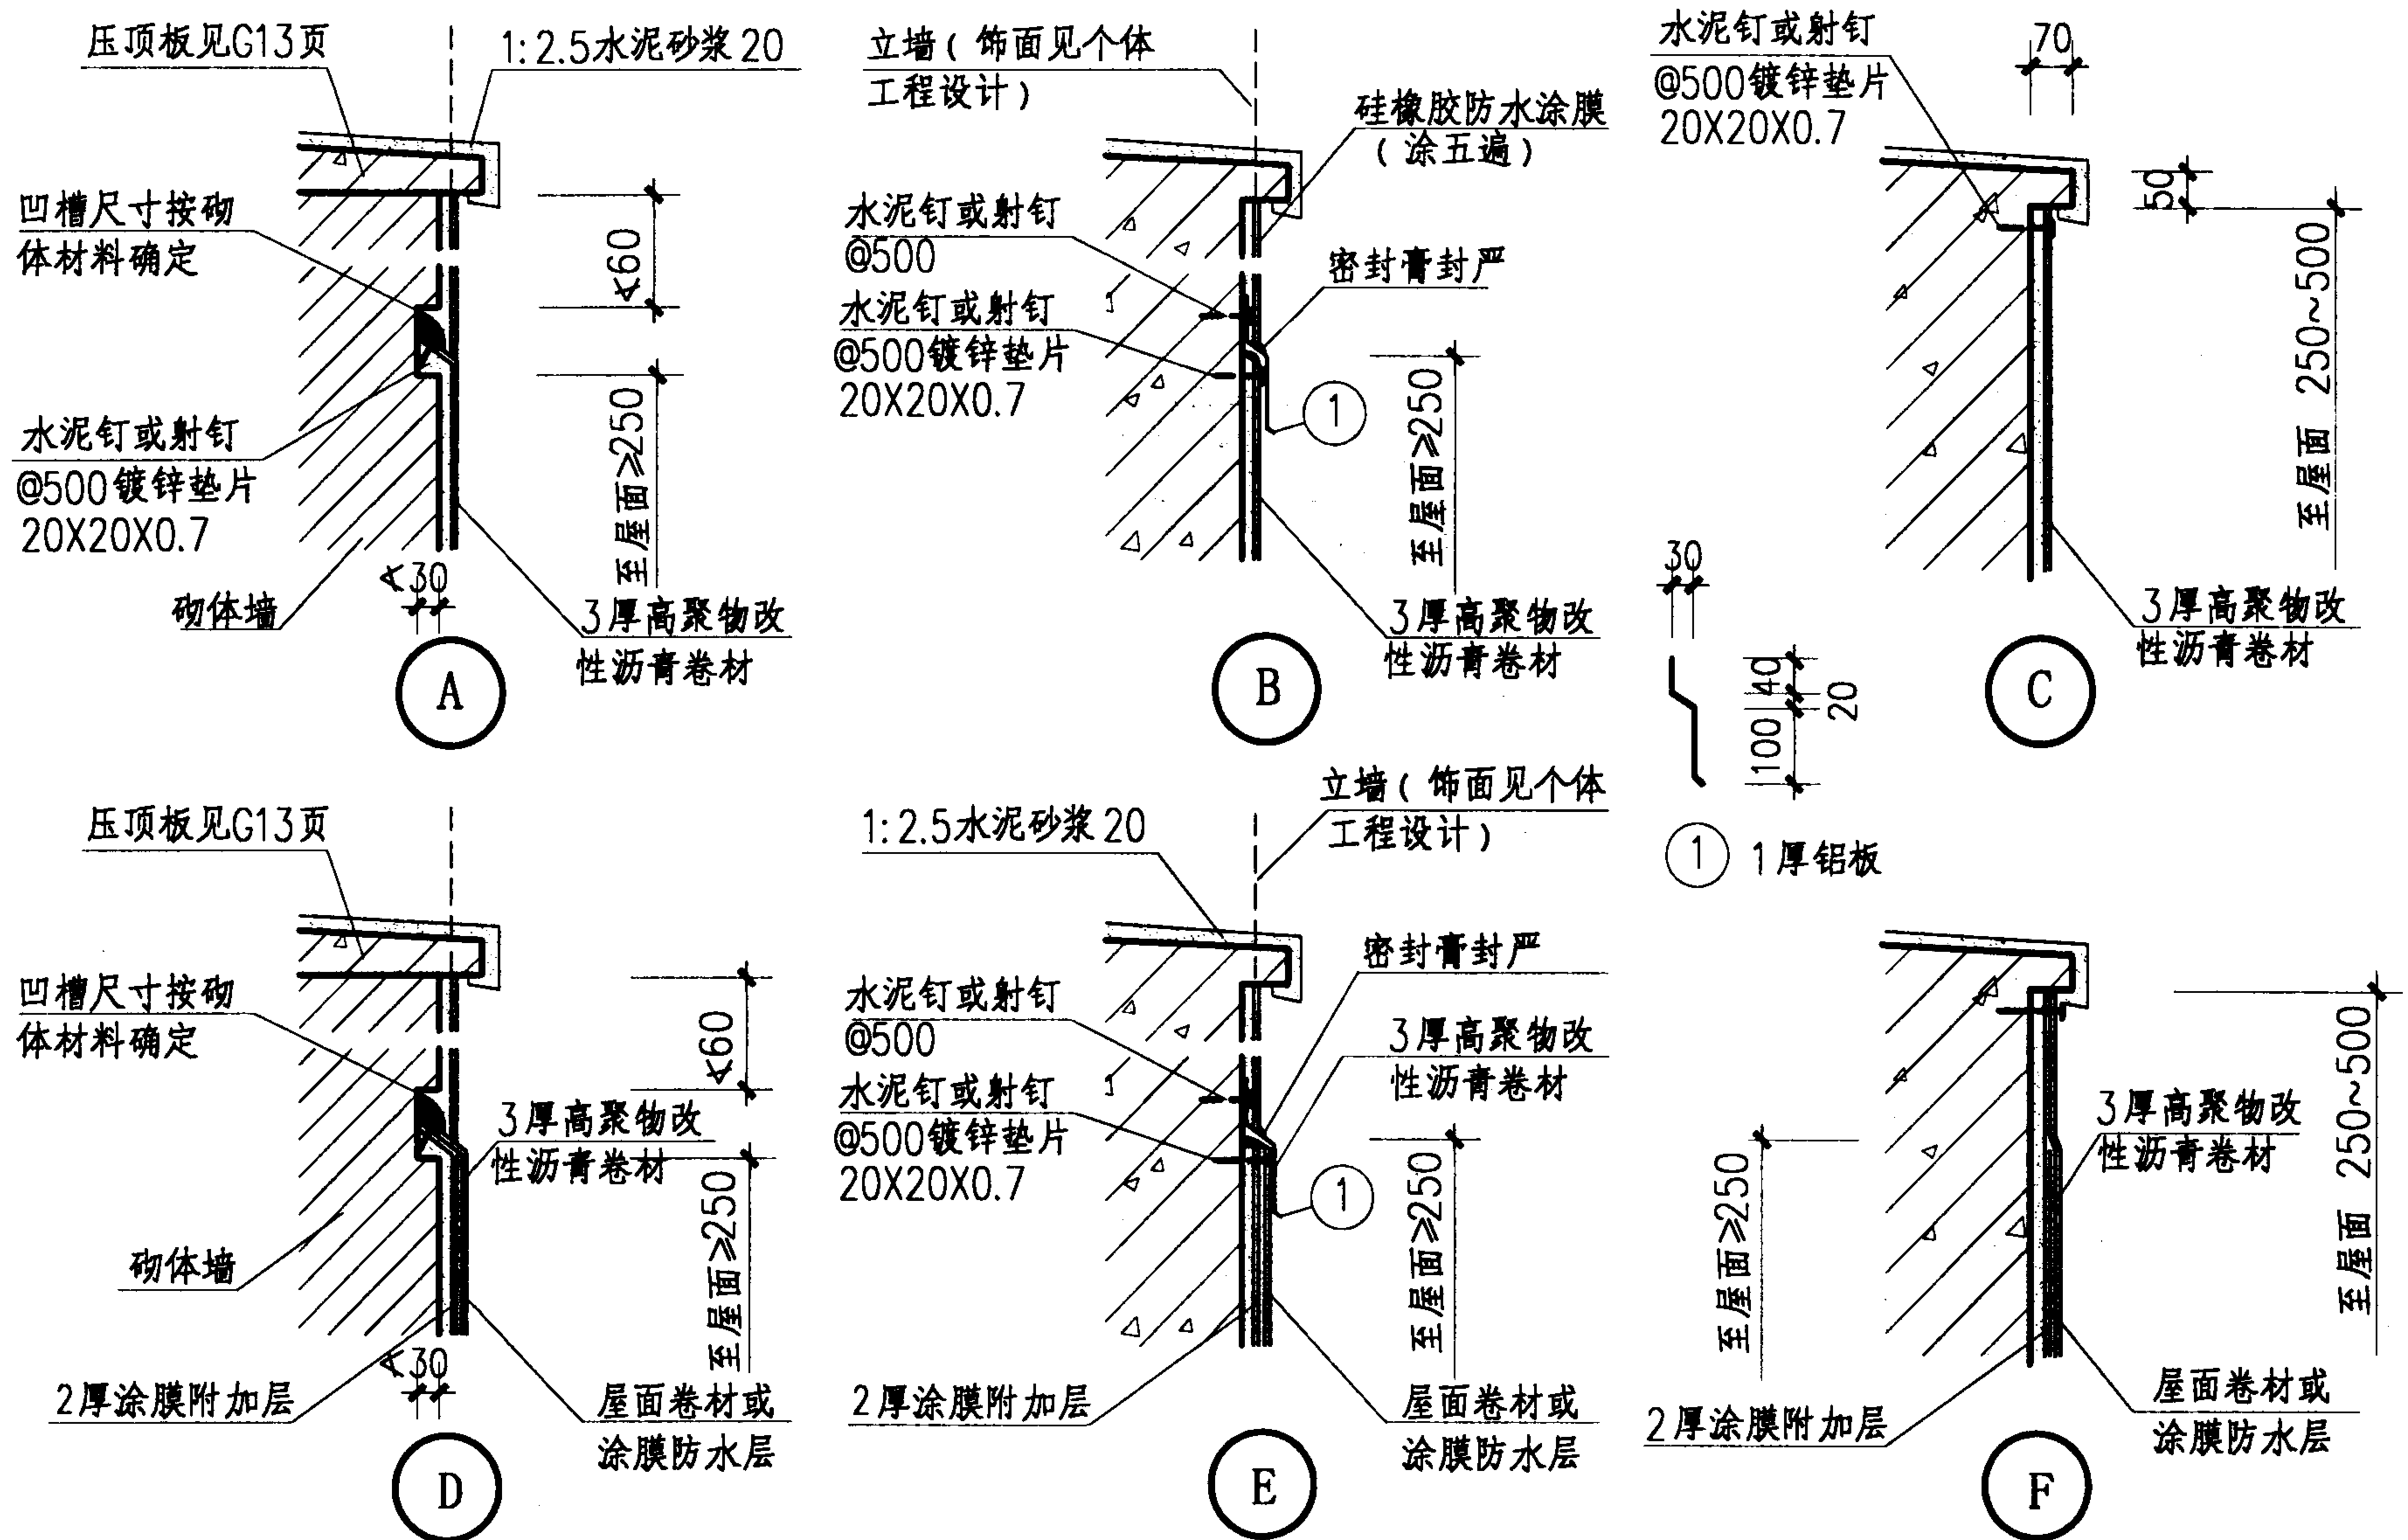 压顶板见G13页
1:2.5水泥砂浆20
凹槽尺寸按砌
体材料确定
≮60
水泥钉或射钉
@500镀锌垫片
20X20X0.7
至屋面≥250
≮30
砌体墙
3厚高聚物改
性沥青卷材
A
立墙(饰面见个体
工程设计)
硅橡胶防水涂膜
(涂五遍)
水泥钉或射钉
@500
密封膏封严
水泥钉或射钉
@500镀锌垫片
20X20X0.7
1
至屋面≥250
3厚高聚物改
性沥青卷材
B
水泥钉或射钉
@500镀锌垫片
20X20X0.7
70
50
至屋面 250~500
3厚高聚物改
性沥青卷材
C
30
40
20
100
1 1厚铝板
压顶板见G13页
凹槽尺寸按砌
体材料确定
≮60
3厚高聚物改
性沥青卷材
至屋面≥250
砌体墙
≮30
2厚涂膜附加层
屋面卷材或
涂膜防水层
D
1:2.5水泥砂浆20
立墙(饰面见个体
工程设计)
密封膏封严
水泥钉或射钉
@500
3厚高聚物改
性沥青卷材
水泥钉或射钉
@500镀锌垫片
20X20X0.7
1
至屋面≥250
2厚涂膜附加层
屋面卷材或
涂膜防水层
E
至屋面≥250
至屋面 250~500
3厚高聚物改
性沥青卷材
2厚涂膜附加层
屋面卷材或
涂膜防水层
F